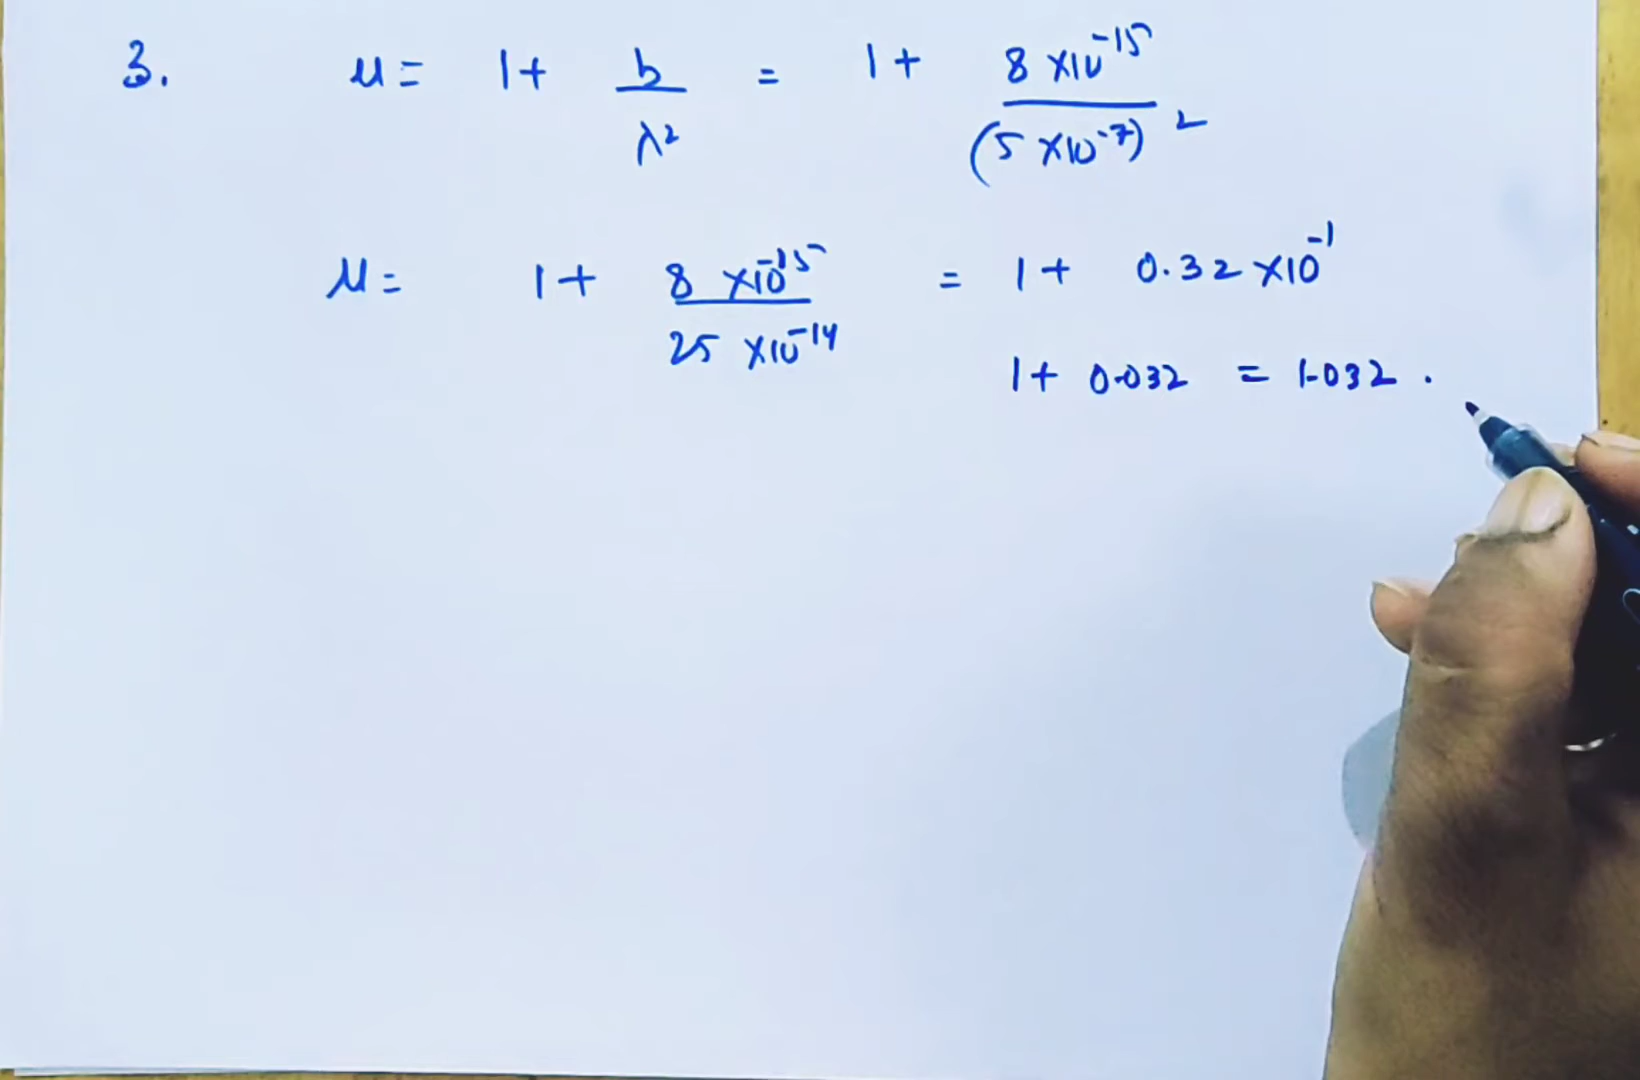 3. μ = 1 + b/λ² = 1 + 8 ×10⁻¹⁵/(5 ×10⁻⁷)²
μ = 1 + 8 ×10⁻¹⁵/25 ×10⁻¹⁴ = 1 + 0.32 ×10⁻¹
1 + 0.032 = 1.032 .